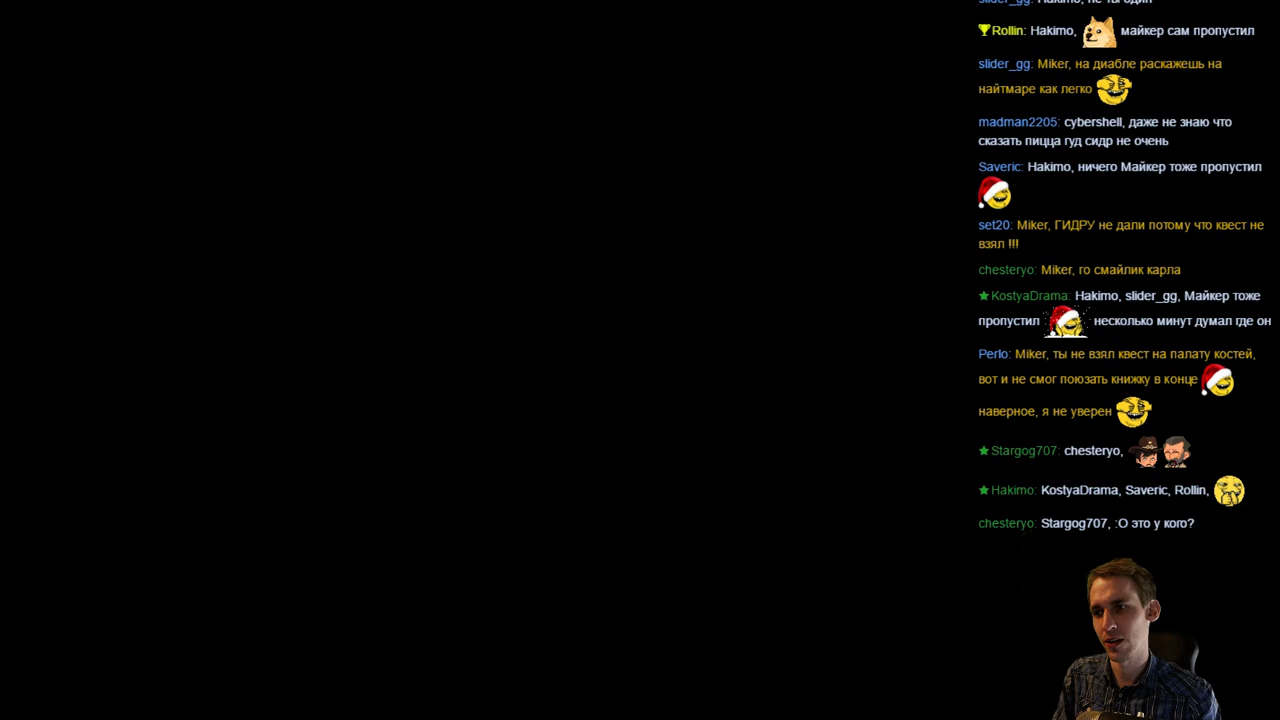 Rollin: Hakimo, майкер сам пропустил
slider_gg: Miker, на диабле раскажешь на
найтмаре как легко
madman2205: cybershell, даже не знаю что
сказать пицца гуд сидр не очень
Saveric: Hakimo, ничего Майкер тоже пропустил
set20: Miker, ГИДРУ не дали потому что квест не
взял !!!
chesteryo: Miker, го смайлик карла
KostyaDrama: Hakimo, slider_gg, Майкер тоже
пропустил несколько минут думал где он
Perlo: Miker, ты не взял квест на палату костей,
вот и не смог поюзать книжку в конце
наверное, я не уверен
Stargog707: chesteryo,
Hakimo: KostyaDrama, Saveric, Rollin,
chesteryo: Stargog707, :О это у кого?